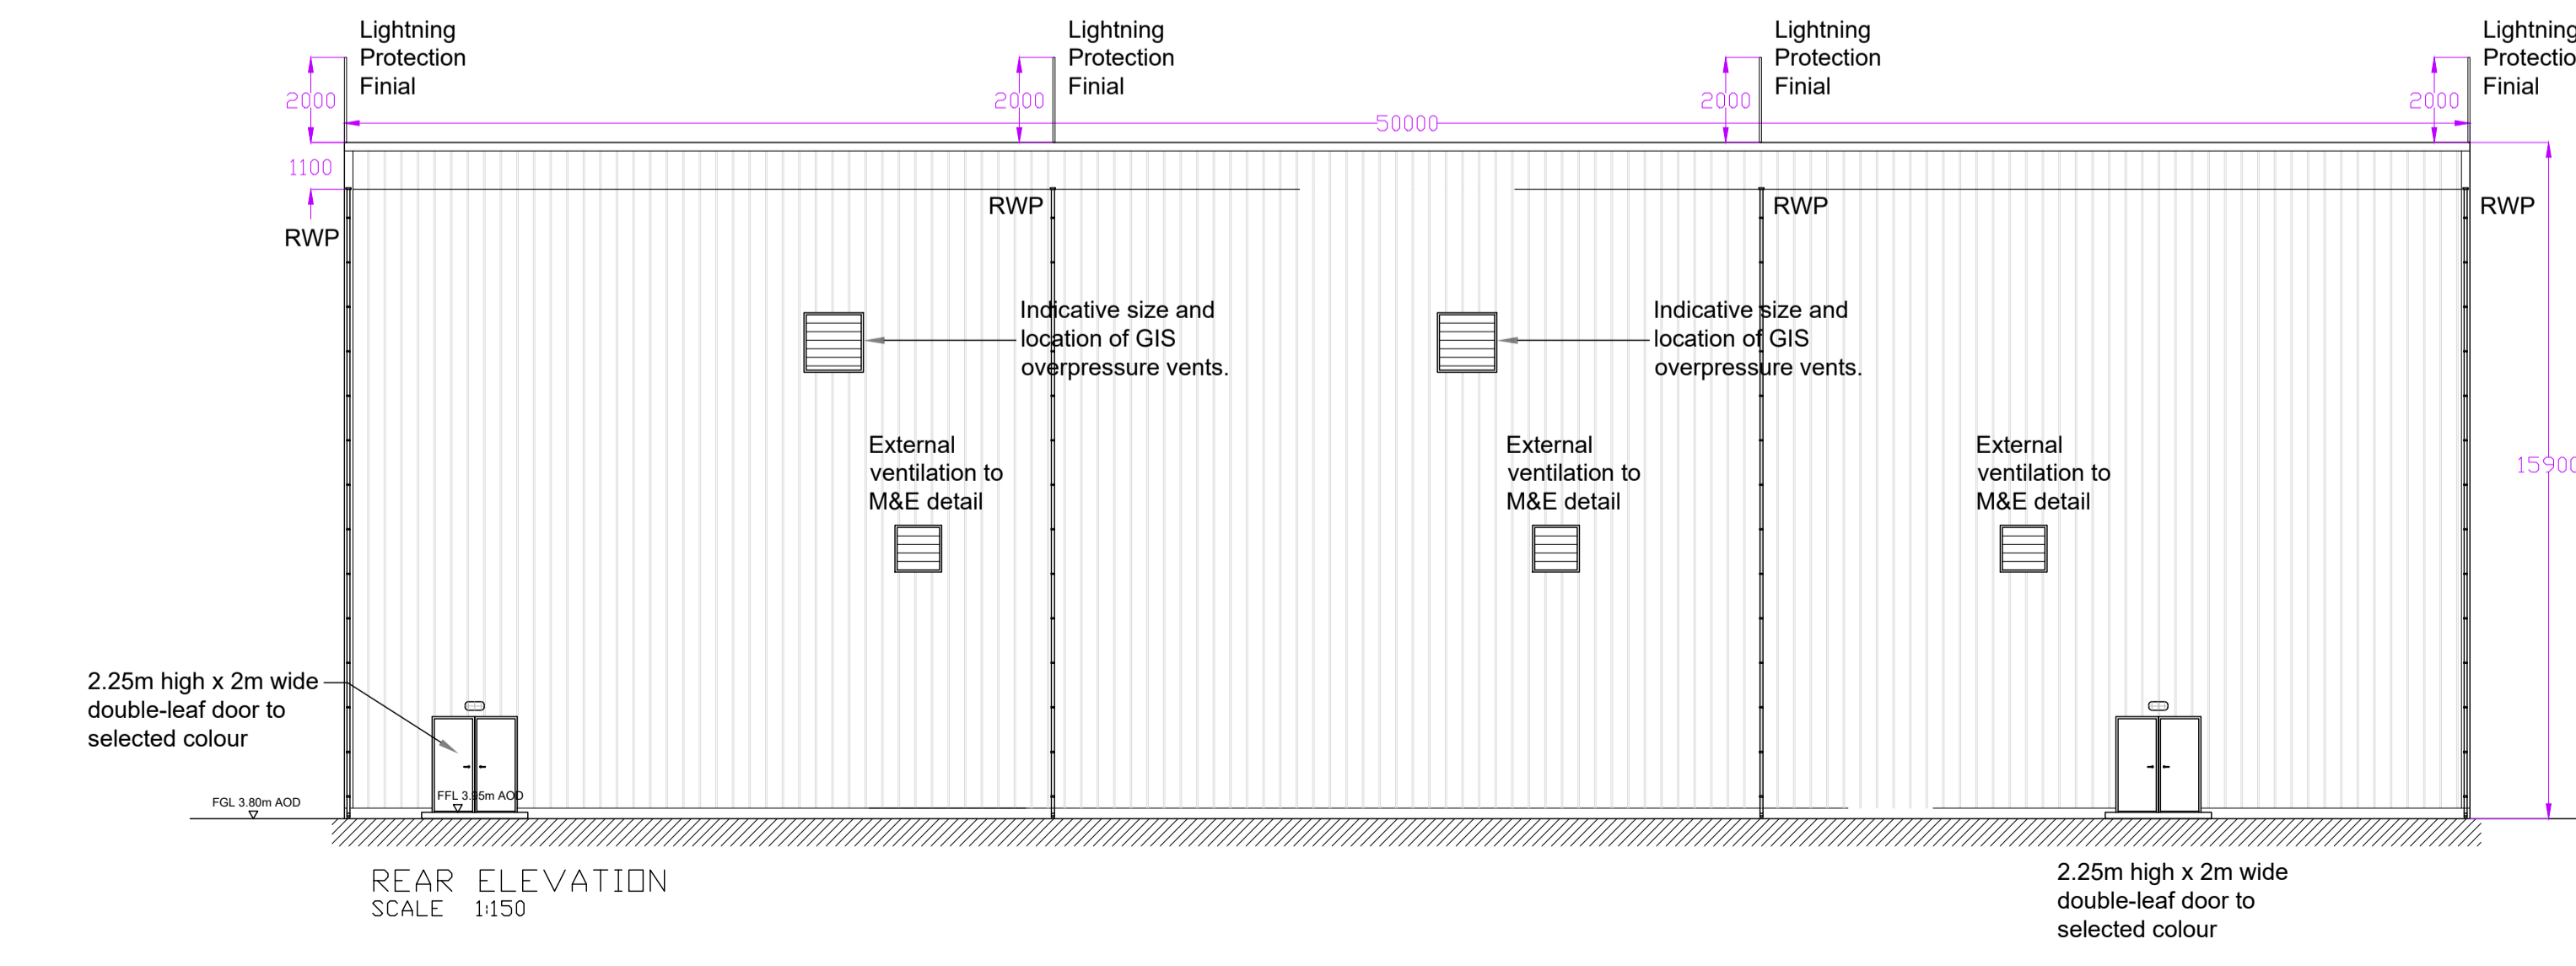 Lightning
Protection
Finial
Lightning
Protection
Finial
Lightning
Protection
Finial
Lightning
Protectio
Finial
2000
2000
2000
2000
50000
1100
RWP
RWP
RWP
RWP
Indicative size and
location of GIS
overpressure vents.
Indicative size and
location of GIS
overpressure vents.
External
ventilation to
M&E detail
External
ventilation to
M&E detail
External
ventilation to
M&E detail
15900
2.25m high x 2m wide
double-leaf door to
selected colour
FGL 3.80m AOD
FFL 3.95m AOD
REAR ELEVATION
SCALE 1:150
2.25m high x 2m wide
double-leaf door to
selected colour